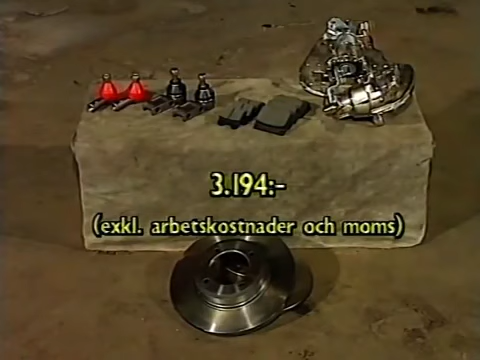 3.194:-
(exkl. arbetskostnader och moms)